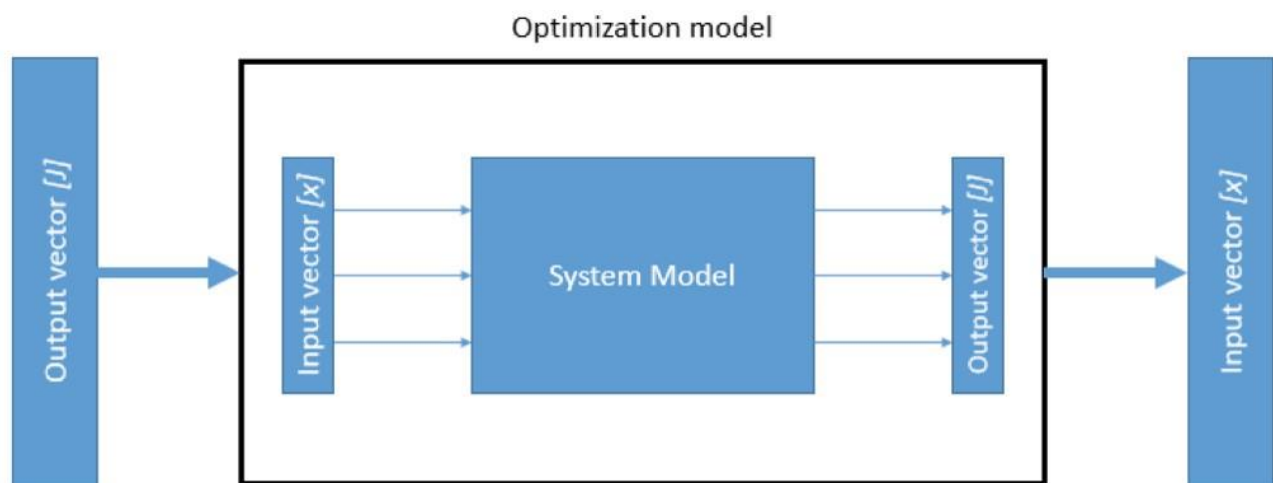 Optimization model
Output vector [J]
Input vector [x]
System Model
Output vector [J]
Input vector [x]